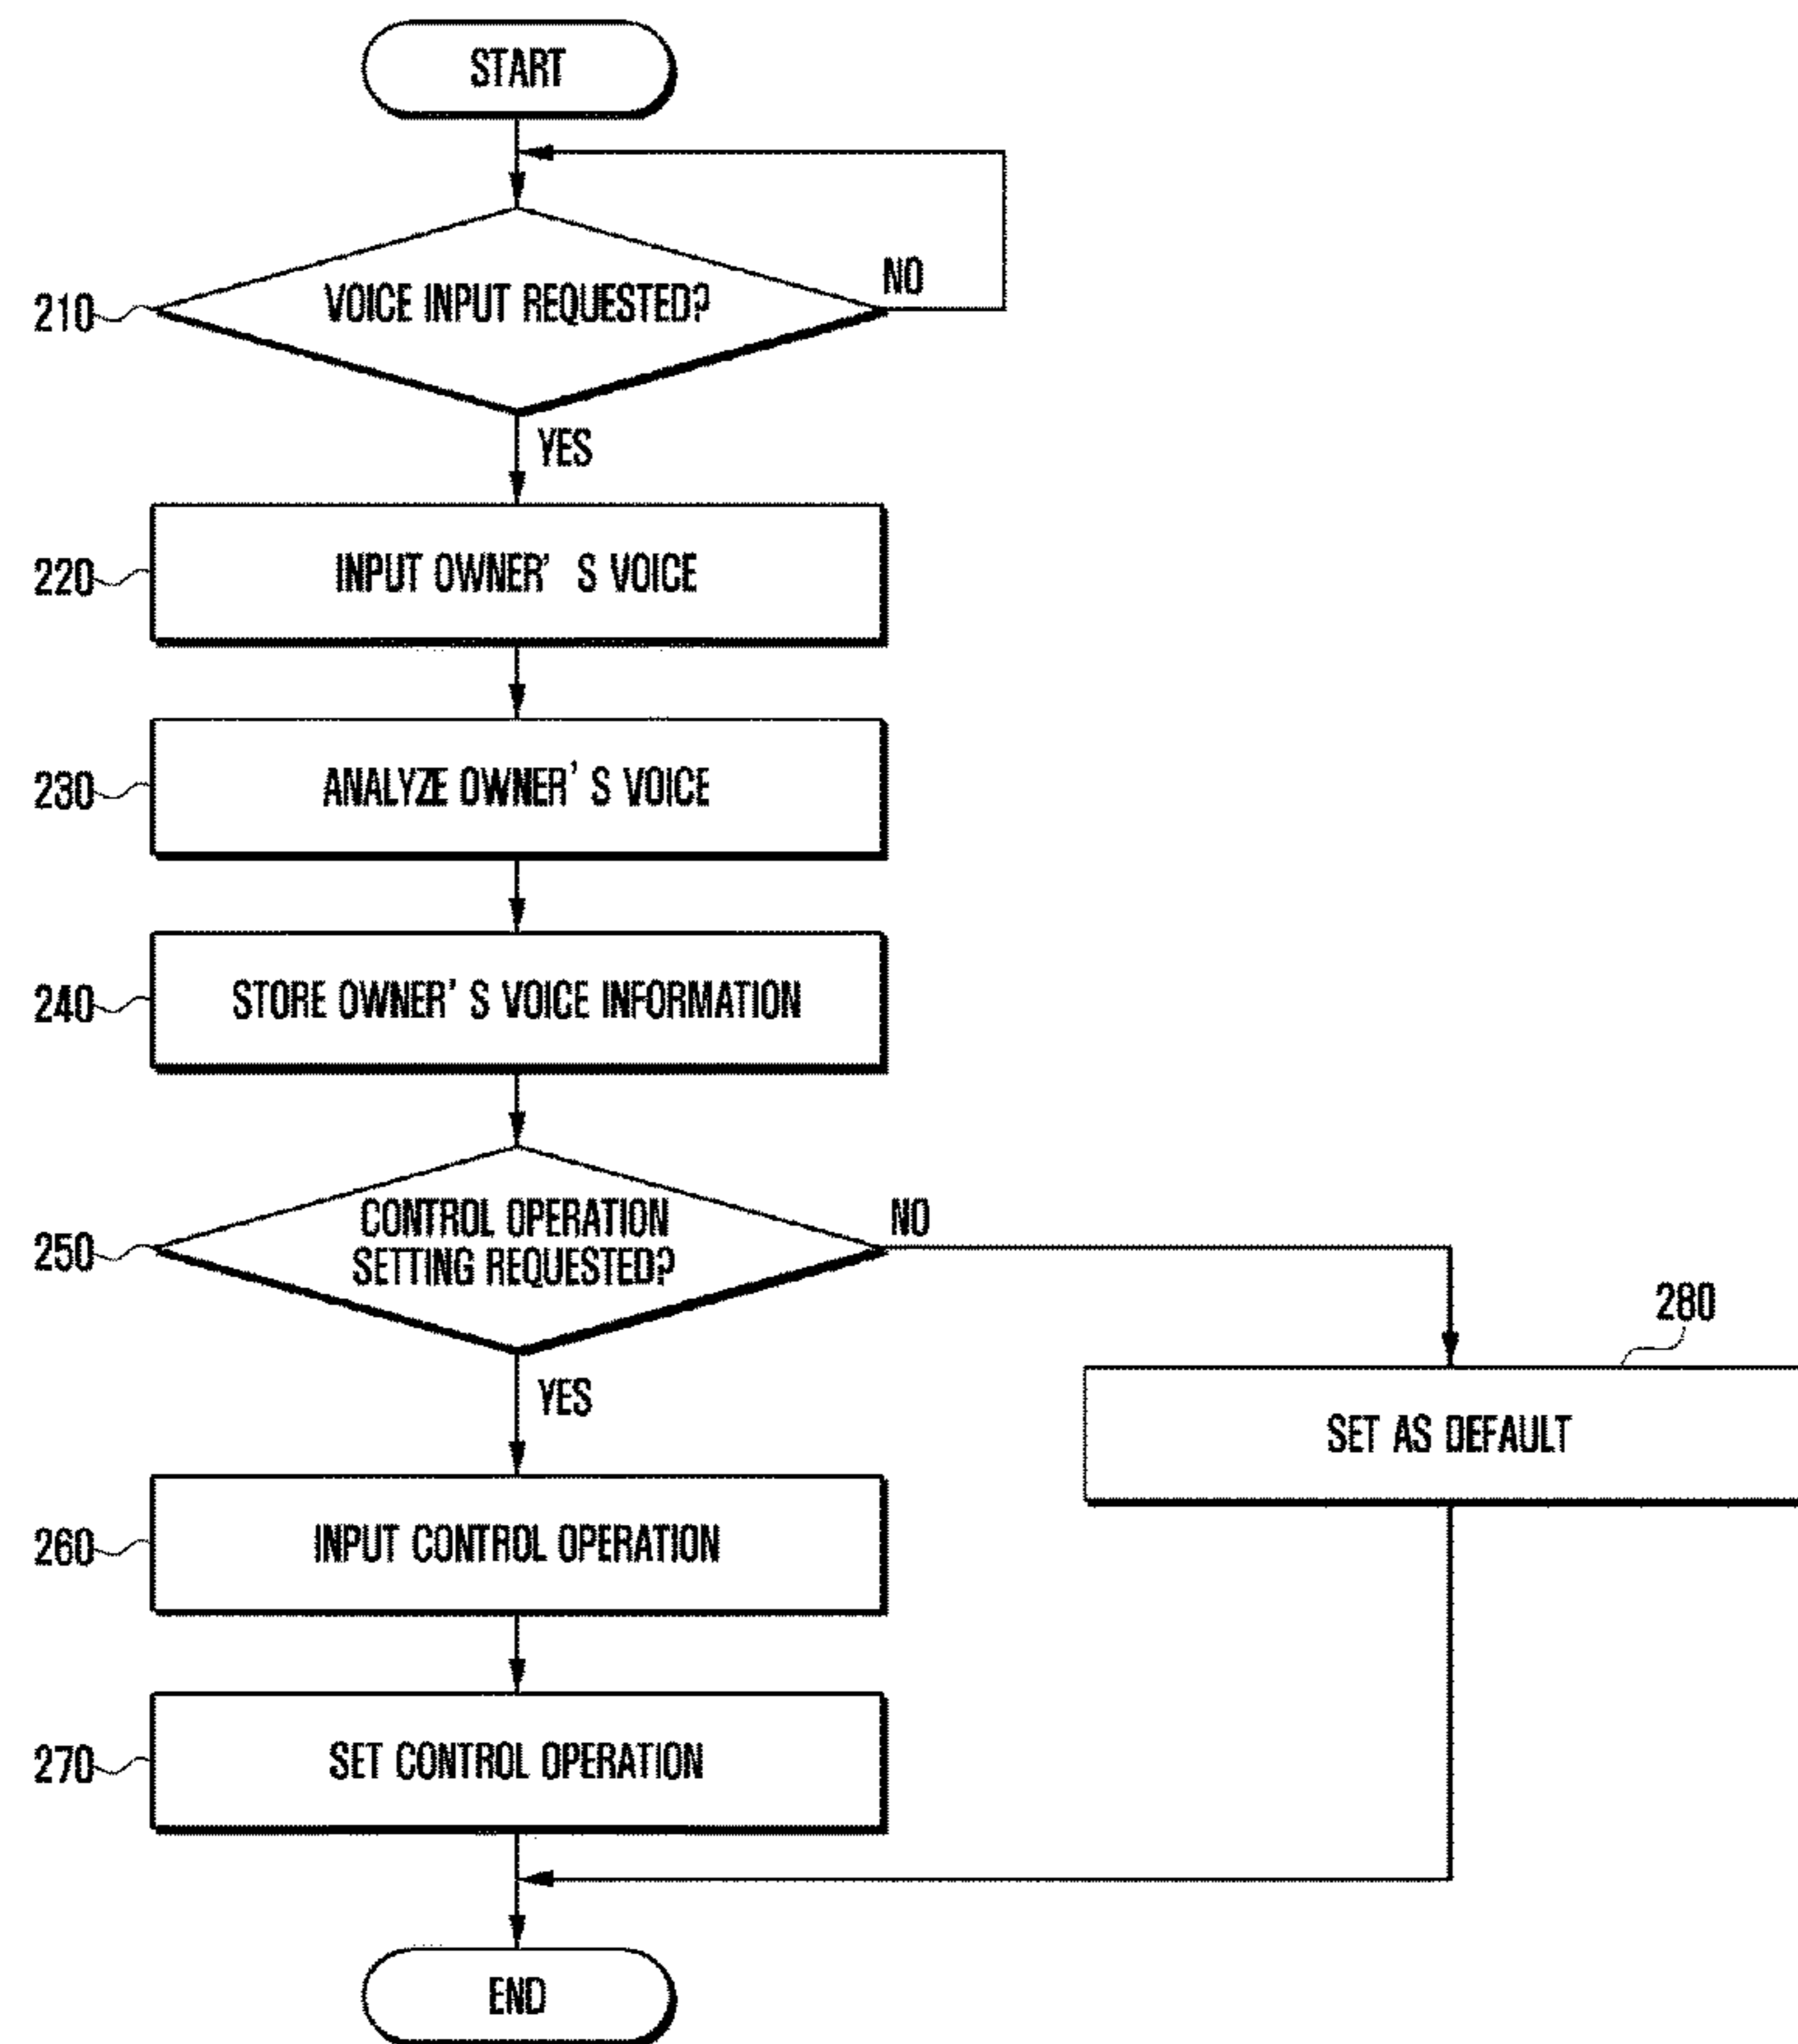 START
NO
210
VOICE INPUT REQUESTED?
YES
220
INPUT OWNER' S VOICE
230
ANALYZE OWNER' S VOICE
240
STORE OWNER' S VOICE INFORMATION
250
CONTROL OPERATION
SETTING REQUESTED?
NO
280
YES
SET AS DEFAULT
260
INPUT CONTROL OPERATION
270
SET CONTROL OPERATION
END